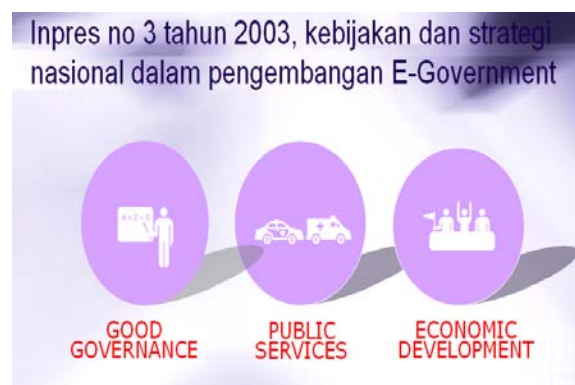 Inpres no 3 tahun 2003, kebijakan dan strategi
nasional dalam pengembangan E-Government
GOOD
GOVERNANCE
PUBLIC
SERVICES
ECONOMIC
DEVELOPMENT